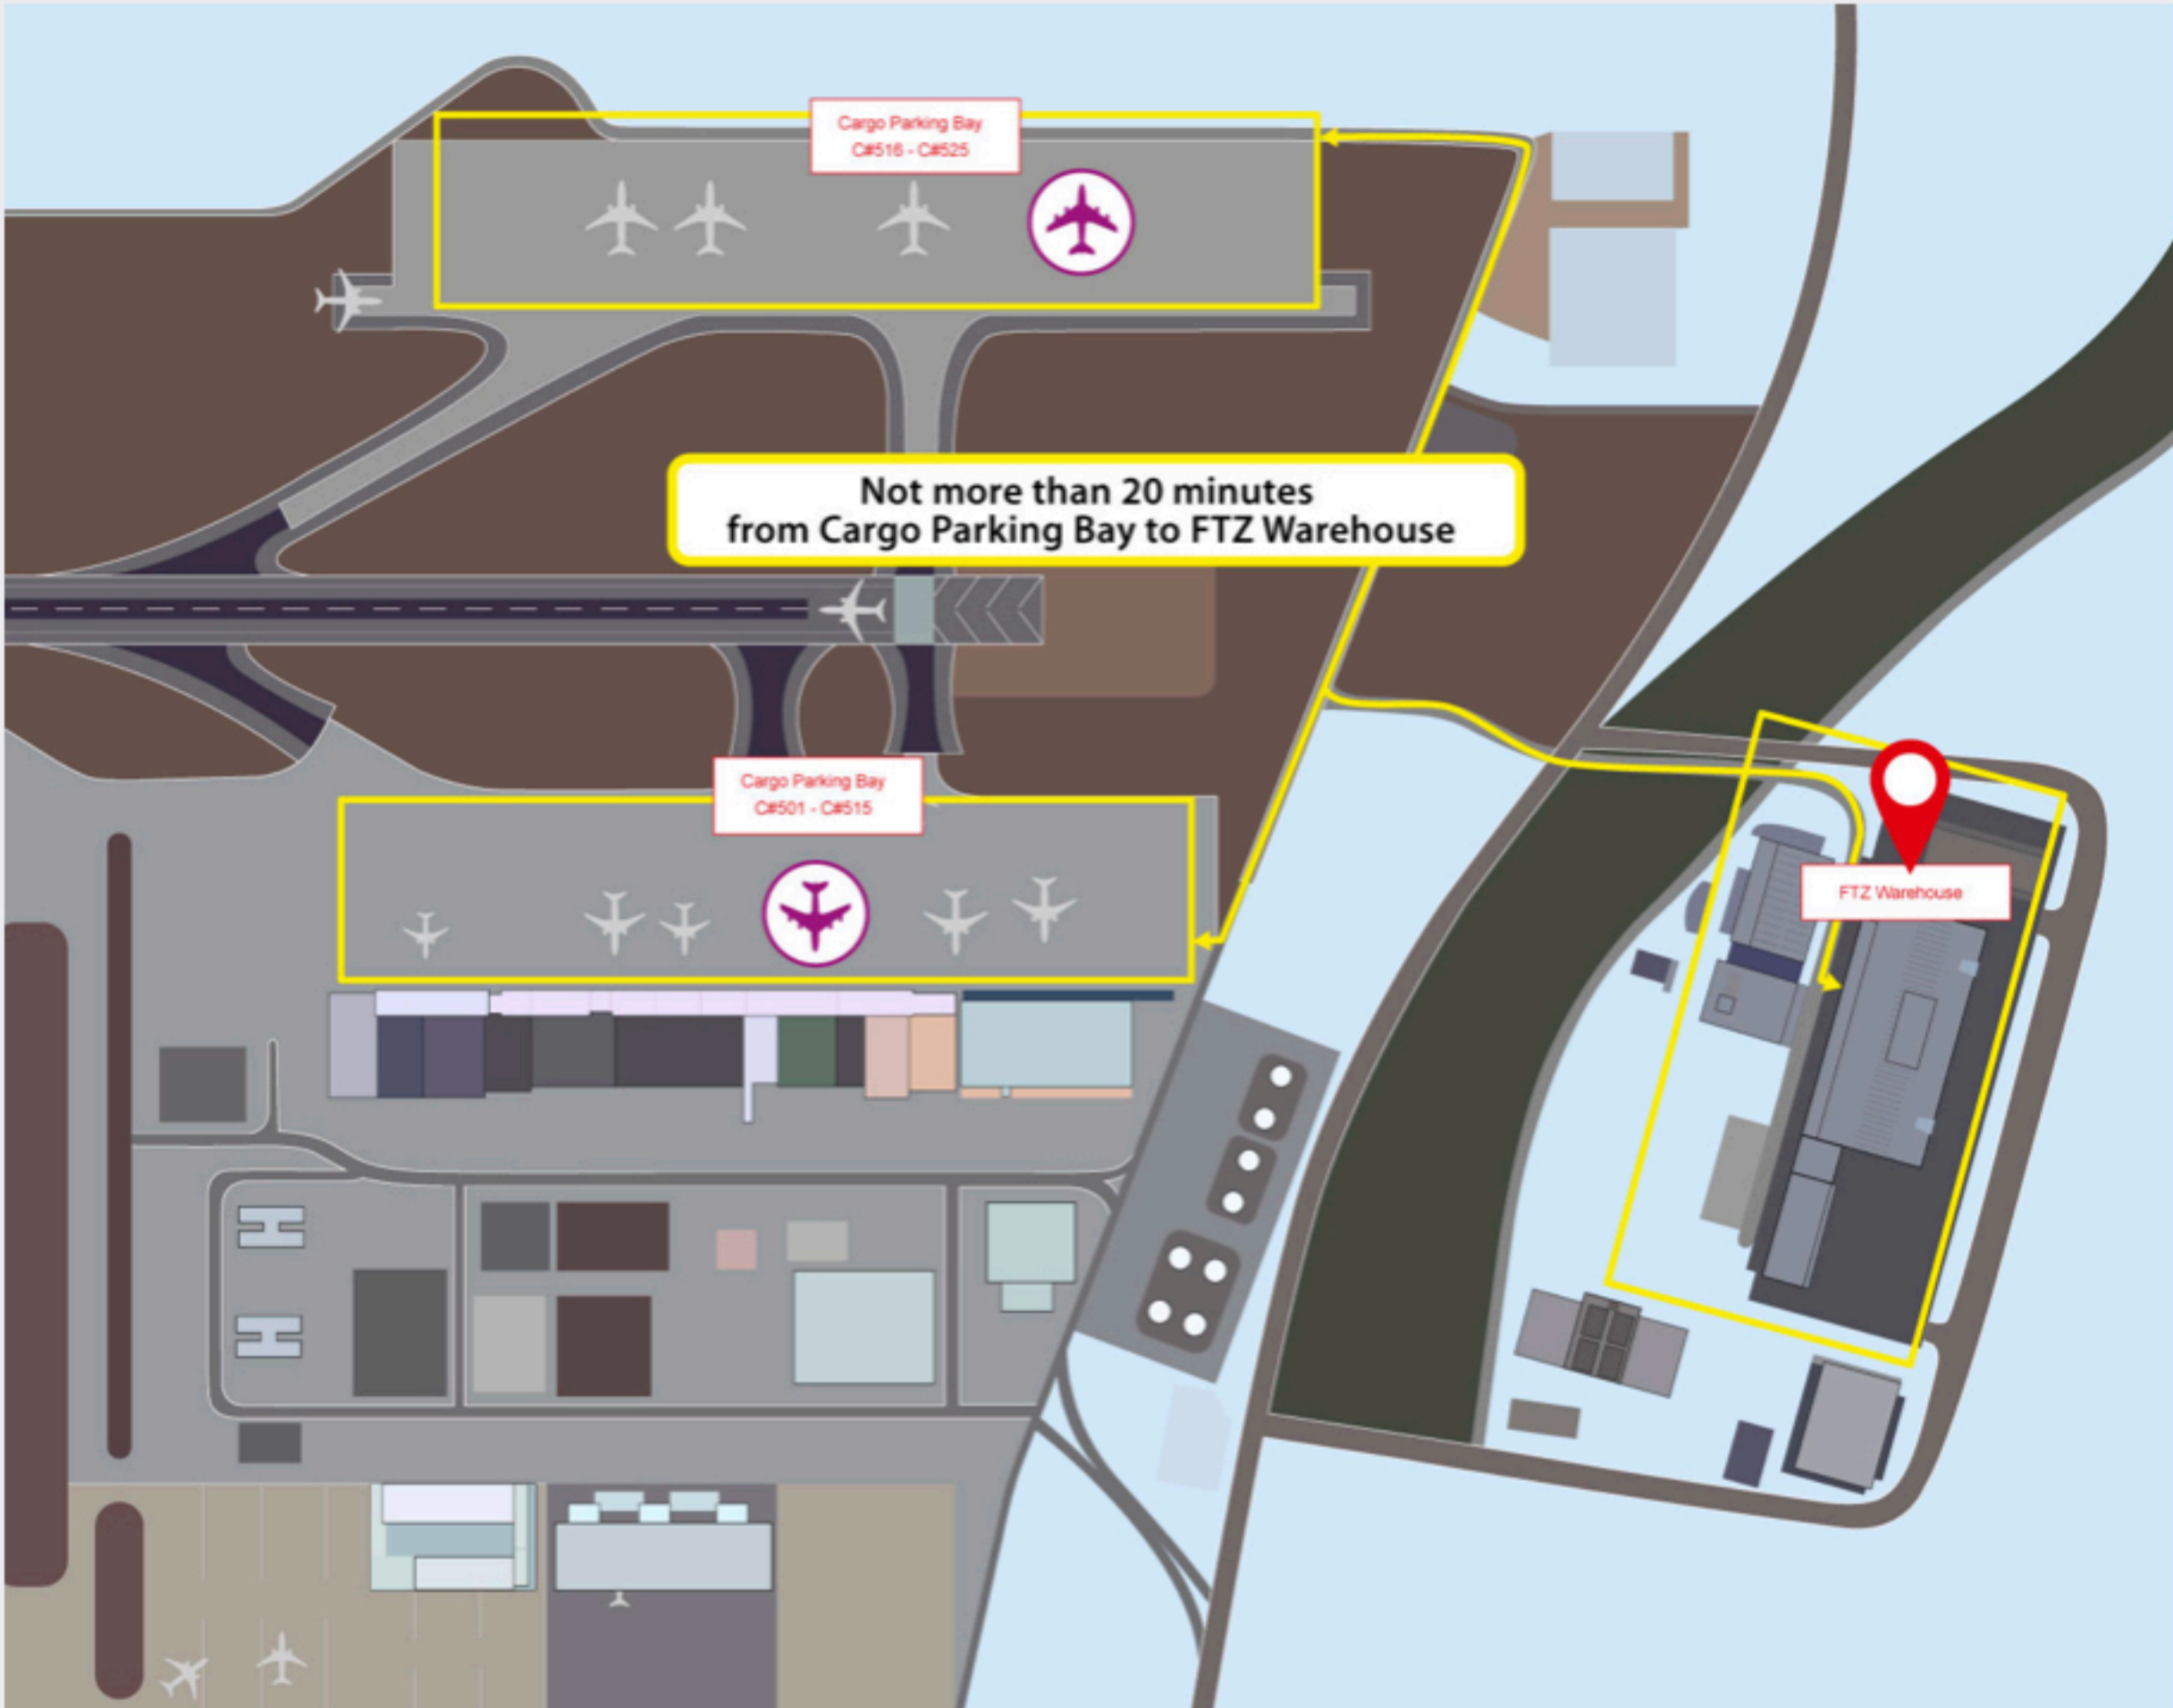 Cargo Parking Bay
C#516 - C#525
Not more than 20 minutes
from Cargo Parking Bay to FTZ Warehouse
Cargo Parking Bay
C#501 - C#515
FTZ Warehouse